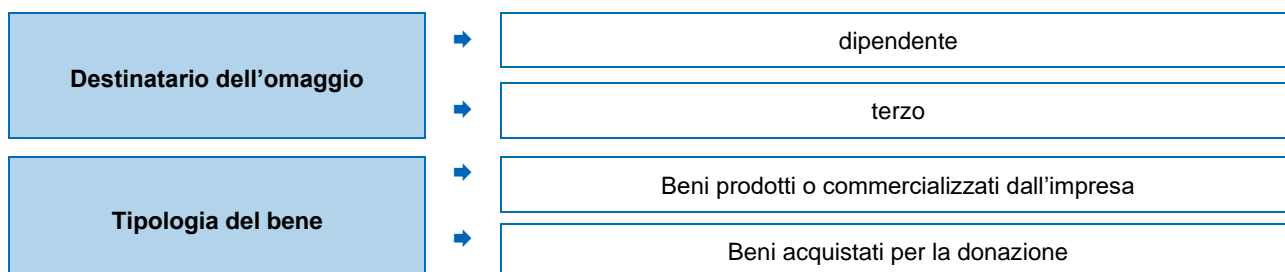 Destinatario dell’omaggio
dipendente
terzo
Tipologia del bene
Beni prodotti o commercializzati dall’impresa
Beni acquistati per la donazione